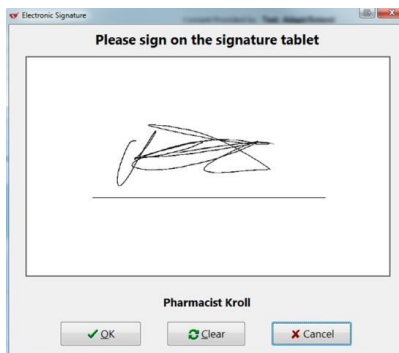 Electronic Signature
Please sign on the signature tablet
Pharmacist Kroll
OK
Clear
Cancel